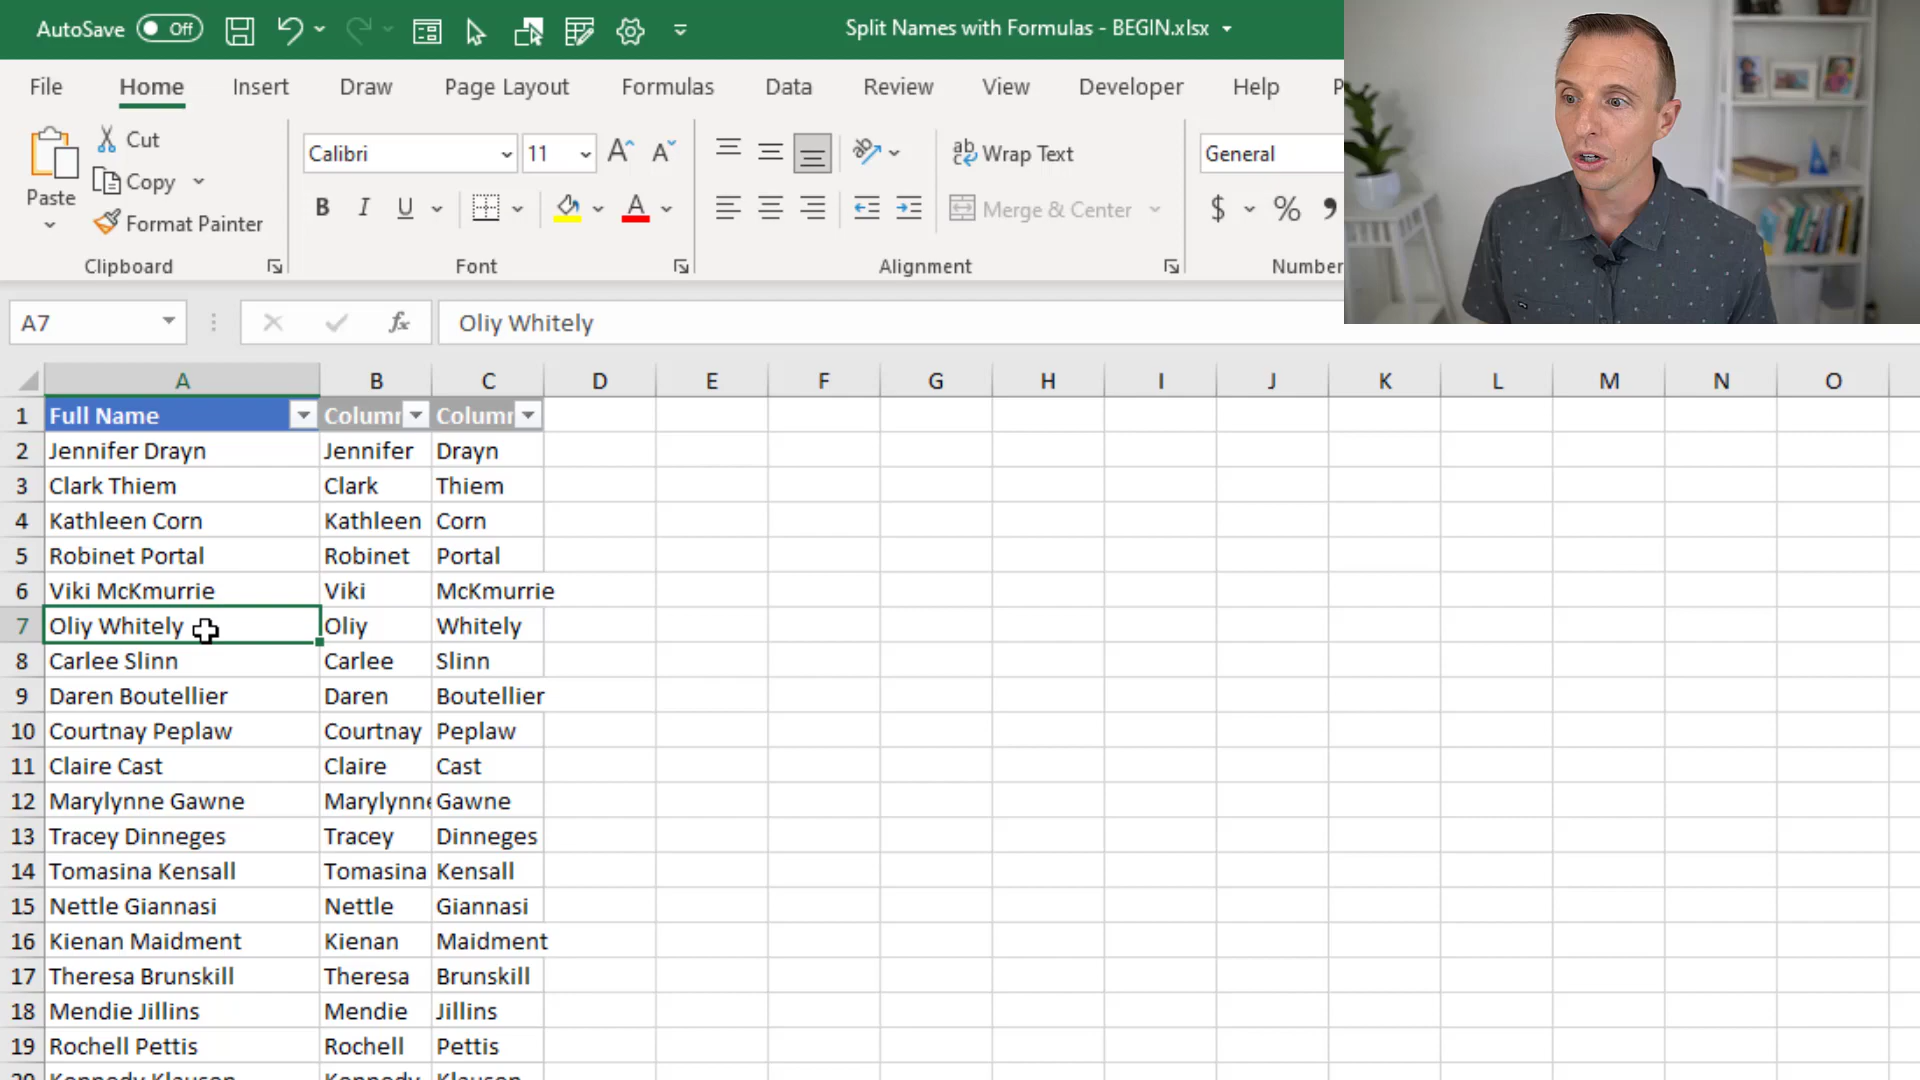 AutoSave Off Split Names with Formulas - BEGIN.xlsx
File Home Insert Draw Page Layout Formulas Data Review View Developer Help P
Paste
Cut
Copy
Format Painter
Clipboard
Calibri 11
B I U
Font
Wrap Text
Merge & Center
Alignment
General
$ % ,
Number
A7 fx Oliy Whitely
A B C D E F G H I J K L M N O
1 Full Name Column Column
2 Jennifer Drayn Jennifer Drayn
3 Clark Thiem Clark Thiem
4 Kathleen Corn Kathleen Corn
5 Robinet Portal Robinet Portal
6 Viki McKmurrie Viki McKmurrie
7 Oliy Whitely Oliy Whitely
8 Carlee Slinn Carlee Slinn
9 Daren Boutellier Daren Boutellier
10 Courtnay Peplaw Courtnay Peplaw
11 Claire Cast Claire Cast
12 Marylynne Gawne Marylynne Gawne
13 Tracey Dinneges Tracey Dinneges
14 Tomasina Kensall Tomasina Kensall
15 Nettle Giannasi Nettle Giannasi
16 Kienan Maidment Kienan Maidment
17 Theresa Brunskill Theresa Brunskill
18 Mendie Jillins Mendie Jillins
19 Rochell Pettis Rochell Pettis